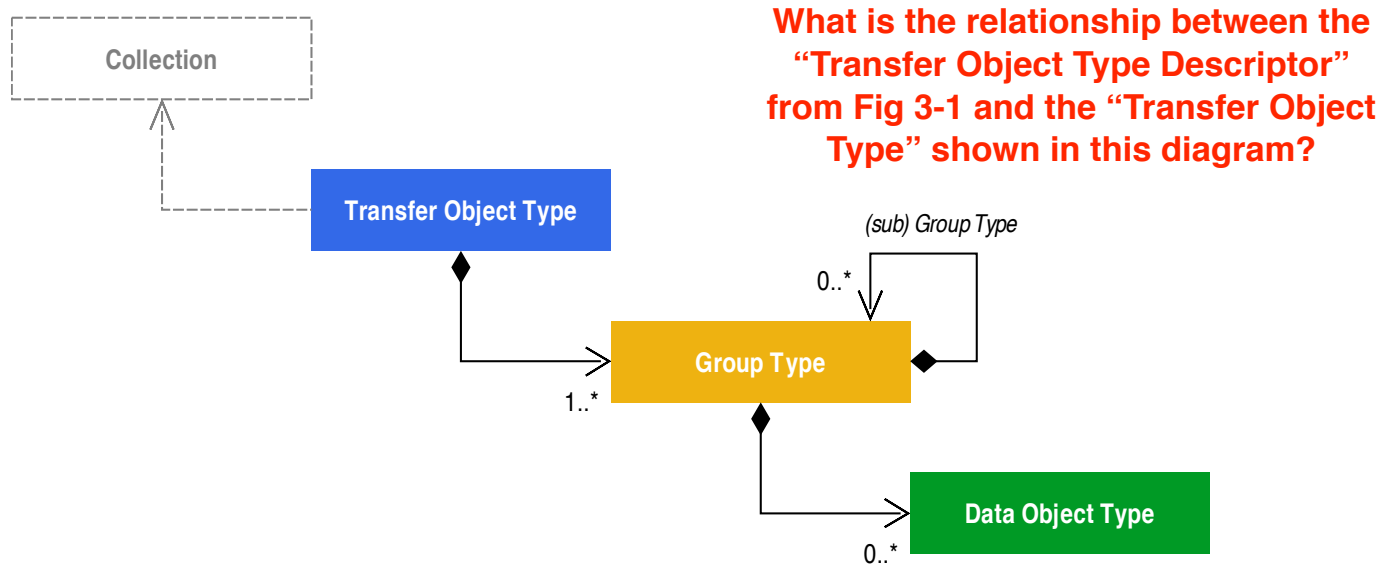 What is the relationship between the
“Transfer Object Type Descriptor”
from Fig 3-1 and the “Transfer Object
Type” shown in this diagram?
Collection
Transfer Object Type
(sub) Group Type
0..*
Group Type
1..*
Data Object Type
0..*